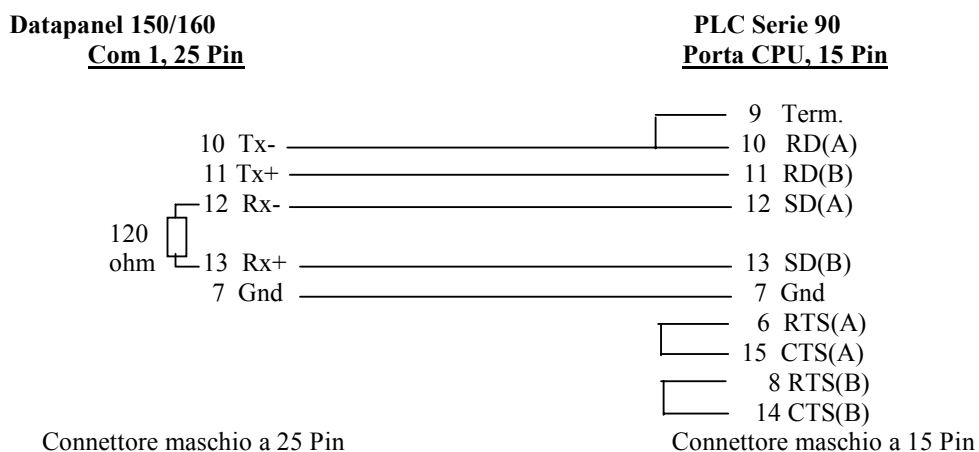 Datapanel 150/160 PLC Serie 90
Com 1, 25 Pin Porta CPU, 15 Pin
9 Term.
10 Tx- 10 RD(A)
11 Tx+ 11 RD(B)
12 Rx- 12 SD(A)
120
ohm 13 Rx+ 13 SD(B)
7 Gnd 7 Gnd
6 RTS(A)
15 CTS(A)
8 RTS(B)
14 CTS(B)
Connettore maschio a 25 Pin Connettore maschio a 15 Pin